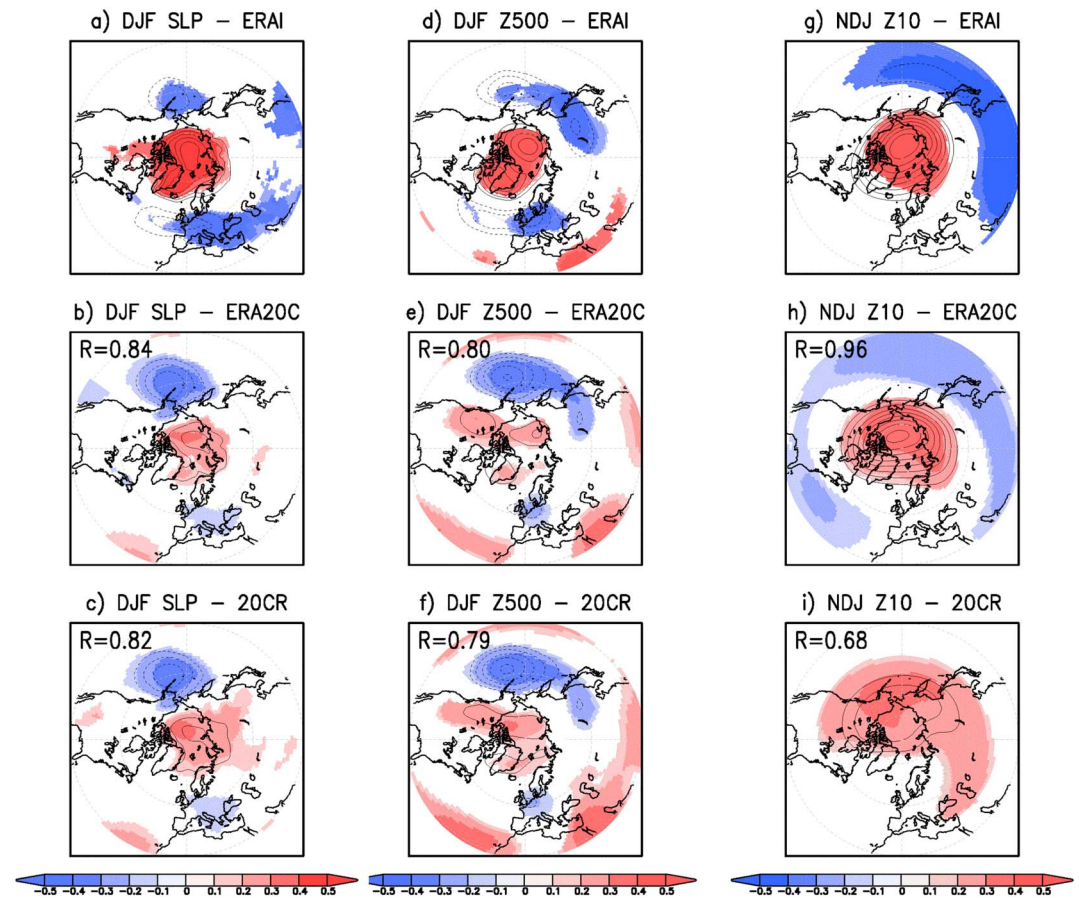 a) DJF SLP – ERAI
d) DJF Z500 – ERAI
g) NDJ Z10 – ERAI
b) DJF SLP – ERA20C
e) DJF Z500 – ERA20C
h) NDJ Z10 – ERA20C
R=0.84
R=0.80
R=0.96
c) DJF SLP – 20CR
f) DJF Z500 – 20CR
i) NDJ Z10 – 20CR
R=0.82
R=0.79
R=0.68
−0.5 −0.4 −0.3 −0.2 −0.1 0 0.1 0.2 0.3 0.4 0.5
−0.5 −0.4 −0.3 −0.2 −0.1 0 0.1 0.2 0.3 0.4 0.5
−0.5 −0.4 −0.3 −0.2 −0.1 0 0.1 0.2 0.3 0.4 0.5